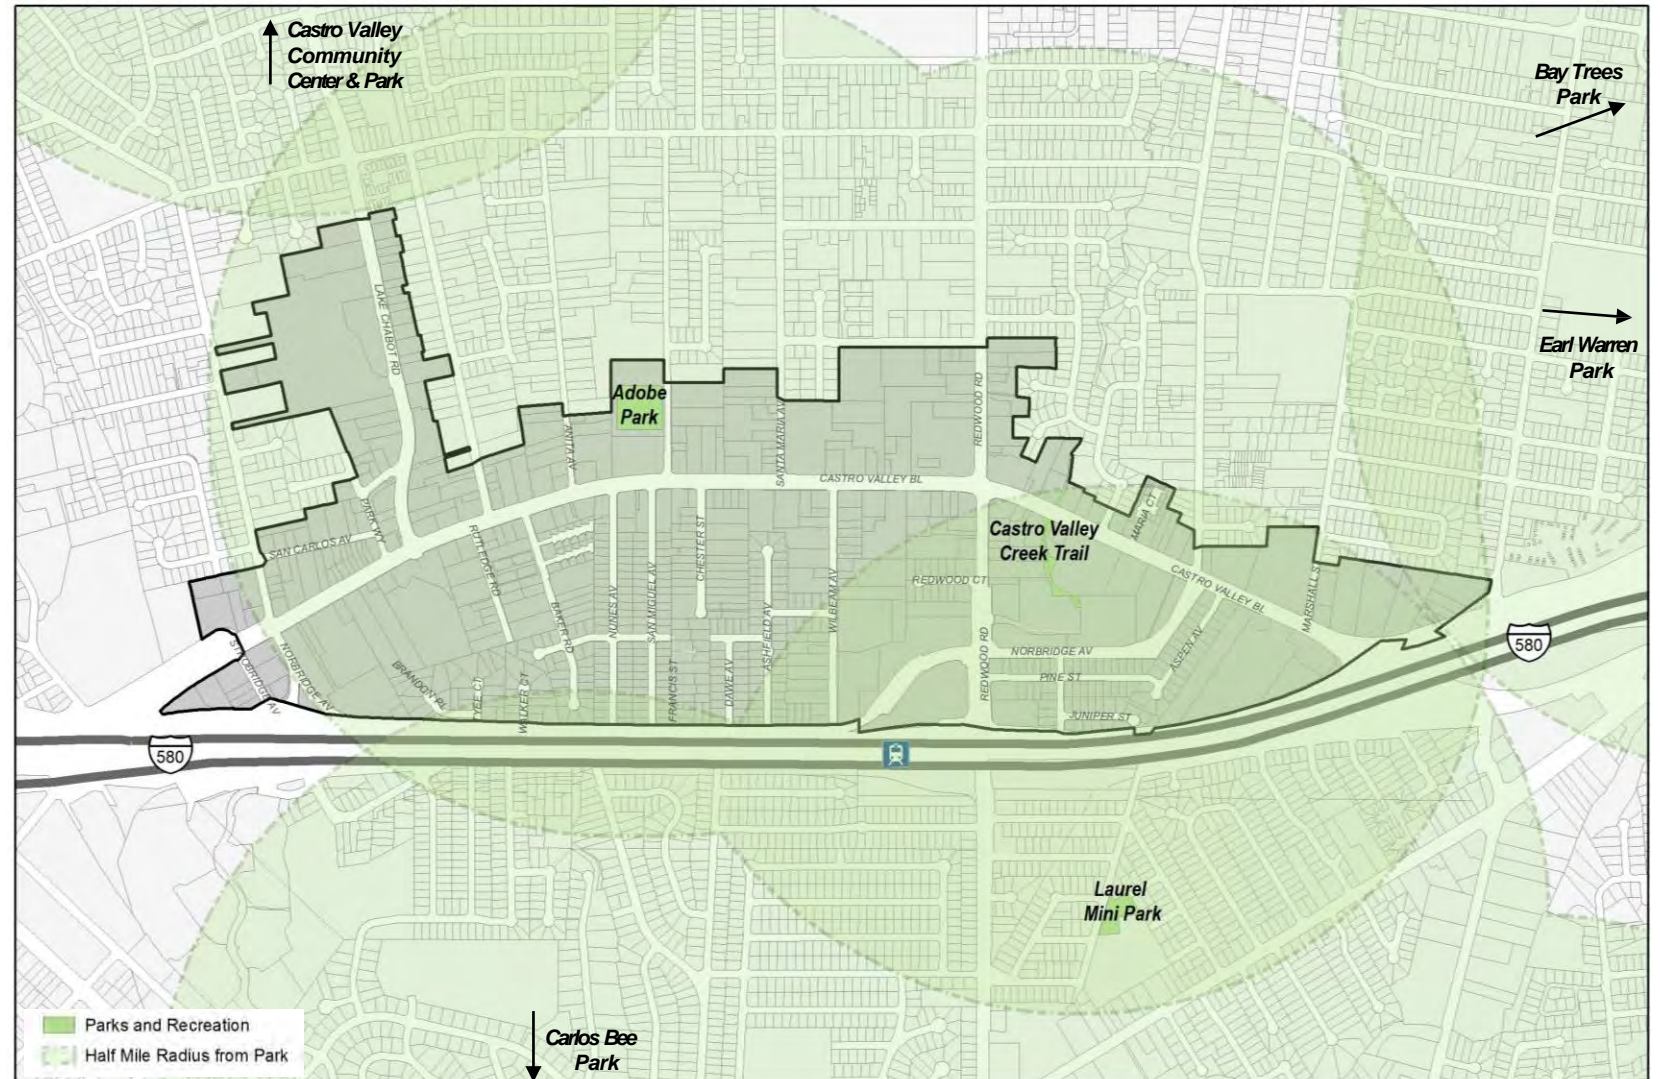 Castro Valley
Community
Center & Park
Bay Trees
Park
Earl Warren
Park
LAKE CHABOT RD
Adobe
Park
REDWOOD RD
SANTA MARIA AV
ANITA AV
CASTRO VALLEY BL
PARK WY
SAN CARLOS AV
RUTLEDGE RD
CHESTER ST
MARIA CT
Castro Valley
Creek Trail
REDWOOD CT
CASTRO VALLEY BL
MARSHALL S
NUNES AV
SAN MIGUEL AV
BAKER RD
ASHFIELD AV
WILBEAM AV
STROBRIDGE AV
NORBRIDGE AV
BRANDON PL
TYEE CT
WALKER CT
FRANCIS ST
DAWE AV
REDWOOD RD
NORBRIDGE AV
ASPEN AV
PINE ST
JUNIPER ST
580
580
Laurel
Mini Park
Parks and Recreation
Half Mile Radius from Park
Carlos Bee
Park